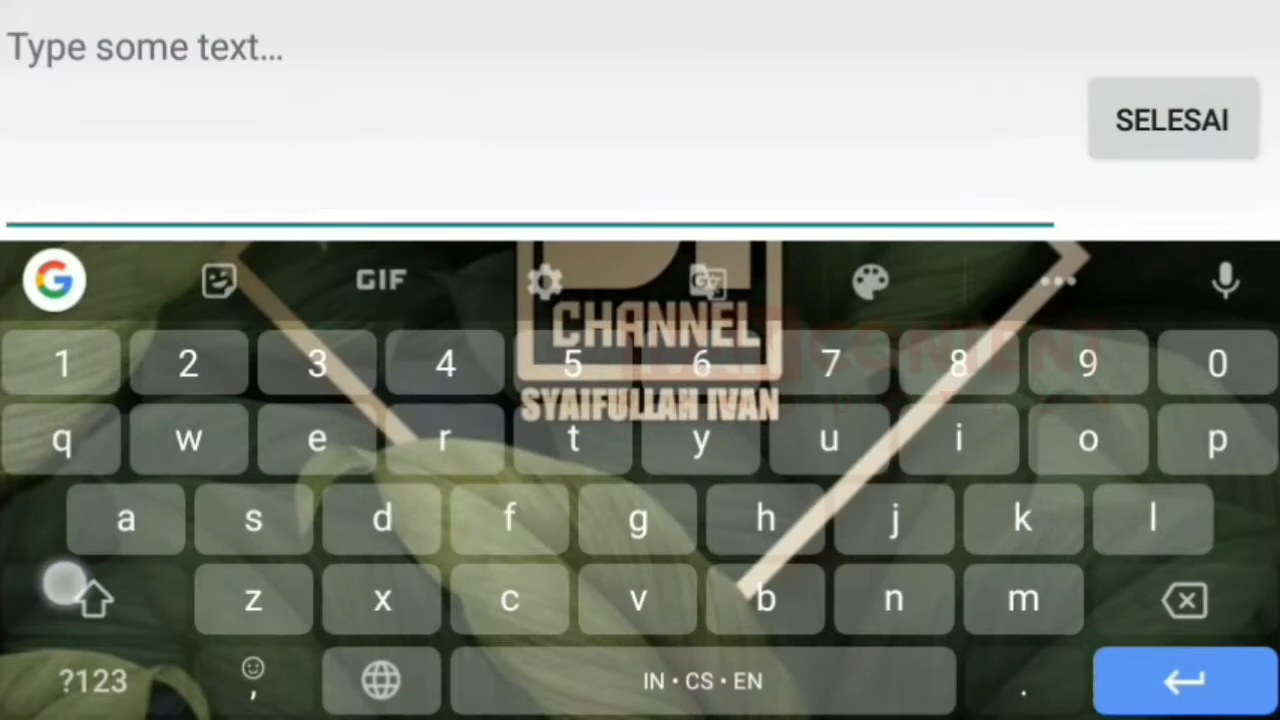 Type some text...
SELESAI
GIF
CHANNEL
CONTENT
1 2 3 4 5 6 7 8 9 0
SYAIFULLAH IVAN
q w e r t y u i o p
a s d f g h j k l
z x c v b n m
?123 , IN • CS • EN .